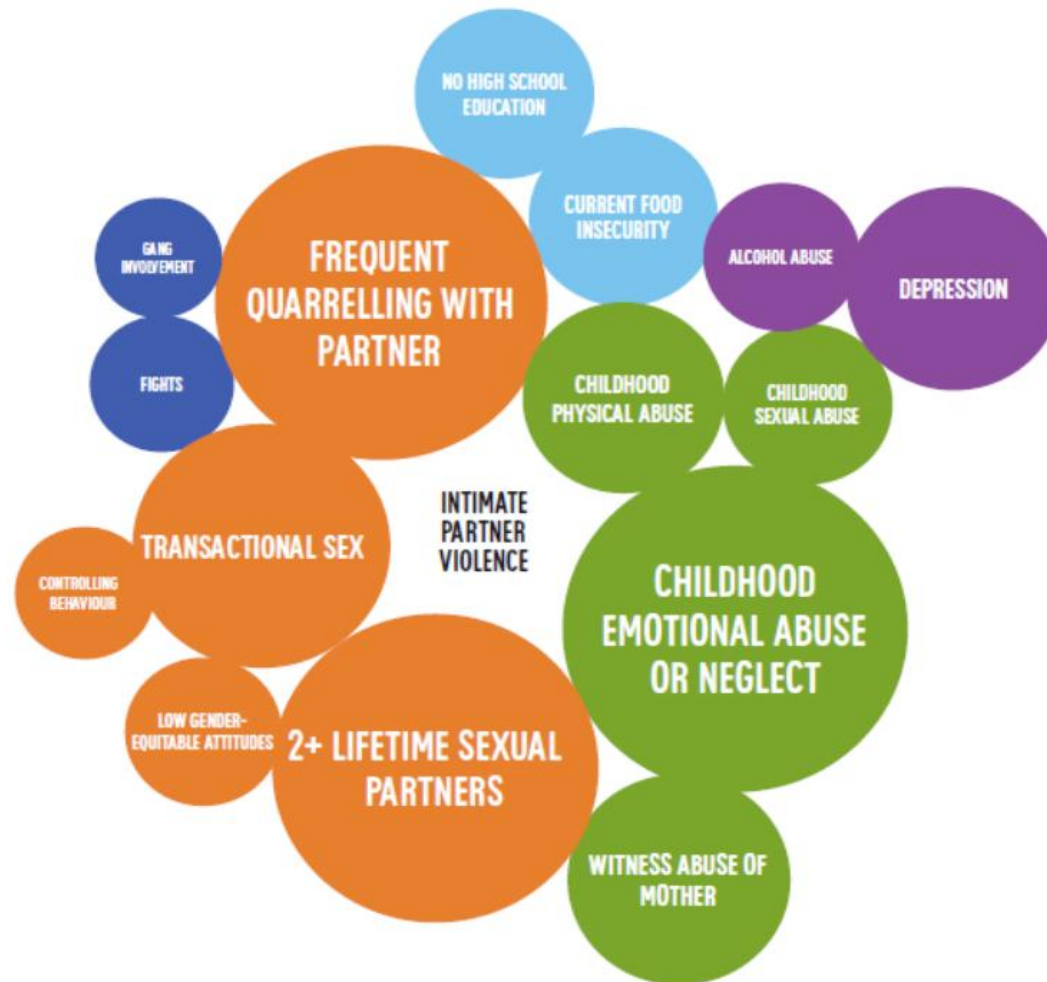 NO HIGH SCHOOL
EDUCATION
CURRENT FOOD
INSECURITY
ALCOHOL ABUSE
DEPRESSION
GANG
INVOLVEMENT
FREQUENT
QUARRELLING WITH
PARTNER
FIGHTS
CHILDHOOD
PHYSICAL ABUSE
CHILDHOOD
SEXUAL ABUSE
INTIMATE
PARTNER
VIOLENCE
TRANSACTIONAL SEX
CONTROLLING
BEHAVIOUR
CHILDHOOD
EMOTIONAL ABUSE
OR NEGLECT
LOW GENDER-
EQUITABLE ATTITUDES
2+ LIFETIME SEXUAL
PARTNERS
WITNESS ABUSE OF
MOTHER